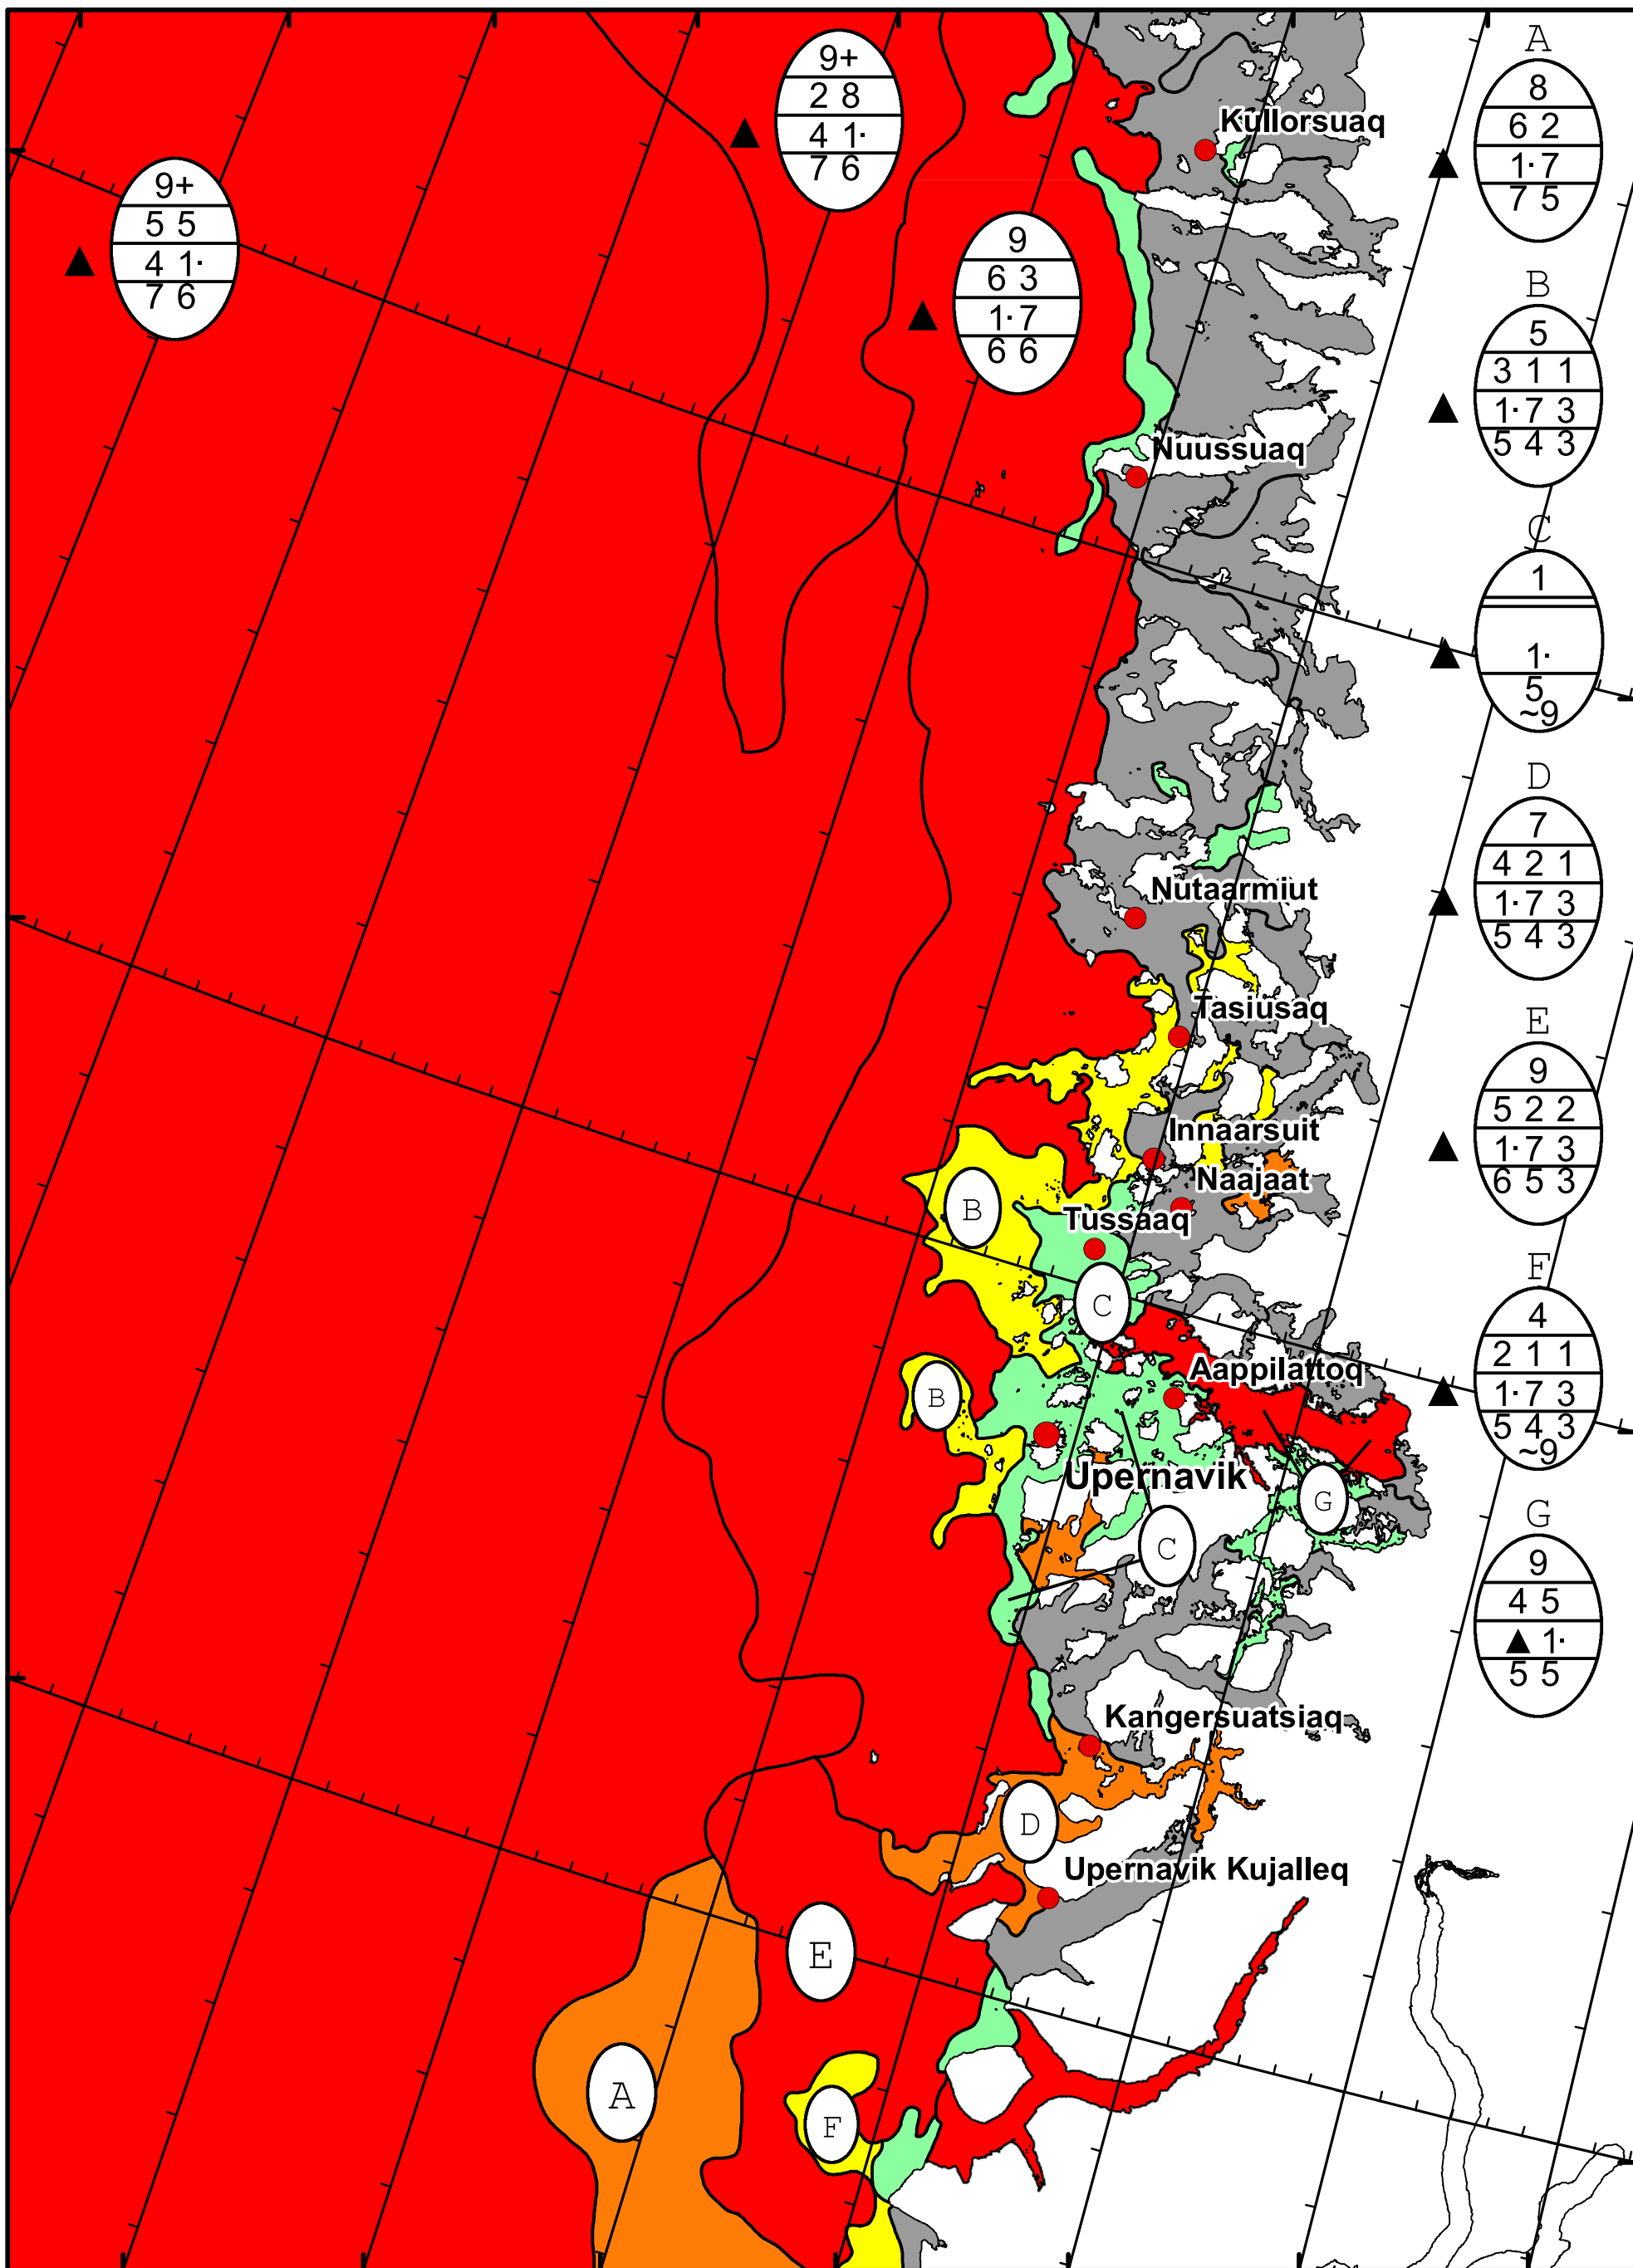 9+
2 8
4 1·
7 6
9+
5 5
4 1·
7 6
9
6 3
1· 7
6 6
Kullorsuaq
Nuussuaq
Nutaarmiut
Tasiusaq
Innaarsuit
Naajaat
Tussaaq
B
C
B
Aappilattoq
Upernavik
G
C
Kangersuatsiaq
D
Upernavik Kujalleq
E
A
F
A
8
6 2
1· 7
7 5
B
5
3 1 1
1· 7 3
5 4 3
C
1
1·
5
~9
D
7
4 2 1
1· 7 3
5 4 3
E
9
5 2 2
1· 7 3
6 5 3
F
4
2 1 1
1· 7 3
5 4 3
~9
G
9
4 5
▲ 1·
5 5